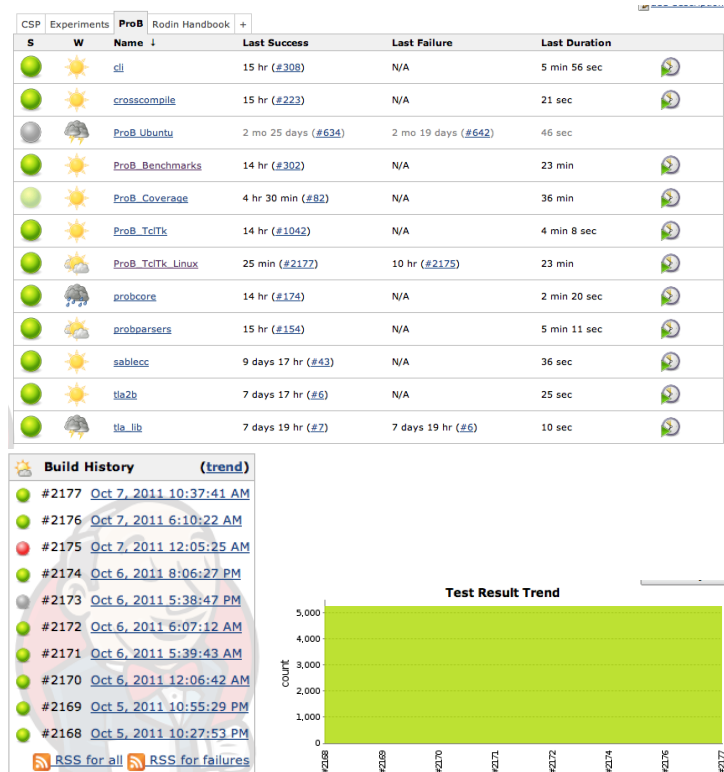 CSP Experiments ProB Rodin Handbook +
S W Name ↓ Last Success Last Failure Last Duration
cli 15 hr (#308) N/A 5 min 56 sec
crosscompile 15 hr (#223) N/A 21 sec
ProB Ubuntu 2 mo 25 days (#634) 2 mo 19 days (#642) 46 sec
ProB_Benchmarks 14 hr (#302) N/A 23 min
ProB_Coverage 4 hr 30 min (#82) N/A 36 min
ProB_TclTk 14 hr (#1042) N/A 4 min 8 sec
ProB_TclTk_Linux 25 min (#2177) 10 hr (#2175) 23 min
probcore 14 hr (#174) N/A 2 min 20 sec
probparsers 15 hr (#154) N/A 5 min 11 sec
sablecc 9 days 17 hr (#43) N/A 36 sec
tla2b 7 days 17 hr (#6) N/A 25 sec
tla_lib 7 days 19 hr (#7) 7 days 19 hr (#6) 10 sec
Build History (trend)
#2177 Oct 7, 2011 10:37:41 AM
#2176 Oct 7, 2011 6:10:22 AM
#2175 Oct 7, 2011 12:05:25 AM
#2174 Oct 6, 2011 8:06:27 PM
#2173 Oct 6, 2011 5:38:47 PM
#2172 Oct 6, 2011 6:07:12 AM
#2171 Oct 6, 2011 5:39:43 AM
#2170 Oct 6, 2011 12:06:42 AM
#2169 Oct 5, 2011 10:55:29 PM
#2168 Oct 5, 2011 10:27:53 PM
RSS for all RSS for failures
Test Result Trend
count
5,000
4,000
3,000
2,000
1,000
0
#2168 #2169 #2170 #2171 #2172 #2174 #2176 #2177